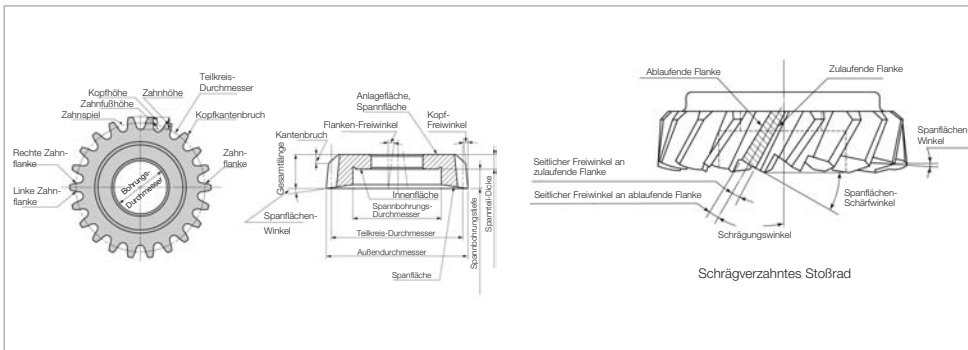 Teilkreis-
Durchmesser
Kopfhöhe
Zahnhöhe
Zahnfußhöhe
Zahnspiel
Kopfkantenbruch
Rechte Zahn-
flanke
Linke Zahn-
flanke
Zahn-
flanke
Bohrungs-
Durchmesser
Anlagefläche,
Spannfläche
Kopf-
Freiwinkel
Flanken-Freiwinkel
Kantenbruch
Gesamtlänge
Innenfläche
Spannbohrungs-
Durchmesser
Spanflächen-
Winkel
Teilkreis-Durchmesser
Außendurchmesser
Spanfläche
Spannbohrungstiefe
Spannteil-Dicke
Ablaufende Flanke
Zulaufende Flanke
Spanflächen-
Winkel
Seitlicher Freiwinkel an
zulaufende Flanke
Seitlicher Freiwinkel an ablaufende Flanke
Spanflächen-
Schärfwinkel
Schrägungswinkel
Schrägverzahntes Stoßrad